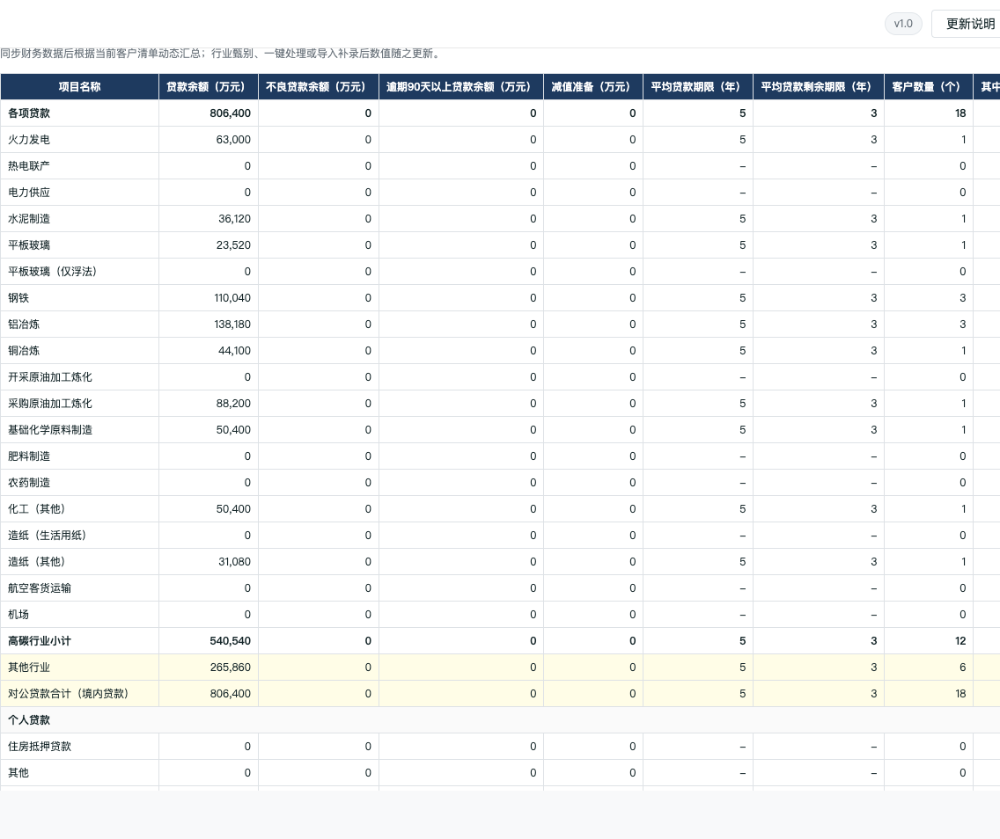 v1.0 更新说明
同步财务数据后根据当前客户清单动态汇总；行业甄别、一键处理或导入补录后数值随之更新。
项目名称 贷款余额（万元） 不良贷款余额（万元） 逾期90天以上贷款余额（万元） 减值准备（万元） 平均贷款期限（年） 平均贷款剩余期限（年） 客户数量（个） 其中
各项贷款 806,400 0 0 0 5 3 18
火力发电 63,000 0 0 0 5 3 1
热电联产 0 0 0 0 – – 0
电力供应 0 0 0 0 – – 0
水泥制造 36,120 0 0 0 5 3 1
平板玻璃 23,520 0 0 0 5 3 1
平板玻璃（仅浮法） 0 0 0 0 – – 0
钢铁 110,040 0 0 0 5 3 3
铝冶炼 138,180 0 0 0 5 3 3
铜冶炼 44,100 0 0 0 5 3 1
开采原油加工炼化 0 0 0 0 – – 0
采购原油加工炼化 88,200 0 0 0 5 3 1
基础化学原料制造 50,400 0 0 0 5 3 1
肥料制造 0 0 0 0 – – 0
农药制造 0 0 0 0 – – 0
化工（其他） 50,400 0 0 0 5 3 1
造纸（生活用纸） 0 0 0 0 – – 0
造纸（其他） 31,080 0 0 0 5 3 1
航空客货运输 0 0 0 0 – – 0
机场 0 0 0 0 – – 0
高碳行业小计 540,540 0 0 0 5 3 12
其他行业 265,860 0 0 0 5 3 6
对公贷款合计（境内贷款） 806,400 0 0 0 5 3 18
个人贷款
住房抵押贷款 0 0 0 0 – – 0
其他 0 0 0 0 – – 0